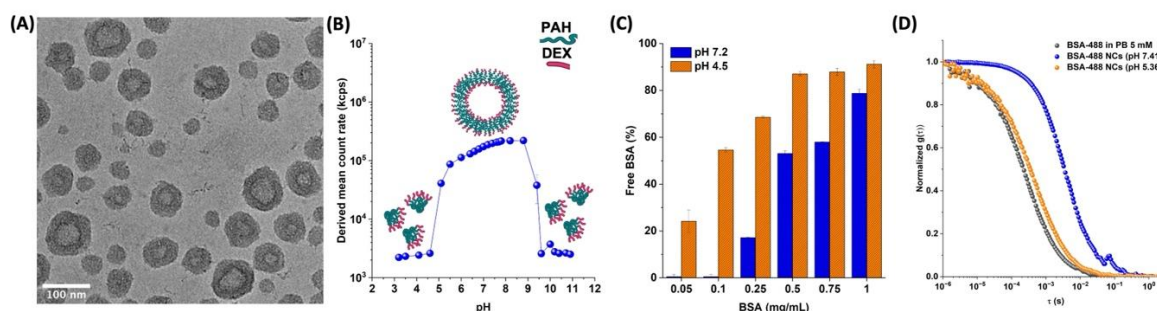 (A)
100 nm
(B)
PAH
DEX
Derived mean count rate (kcps)
10⁷
10⁶
10⁵
10⁴
10³
2 3 4 5 6 7 8 9 10 11 12
pH
(C)
pH 7.2
pH 4.5
Free BSA (%)
100
80
60
40
20
0
0.05 0.1 0.25 0.5 0.75 1
BSA (mg/mL)
(D)
BSA-488 in PB 5 mM
BSA-488 NCs (pH 7.41
BSA-488 NCs (pH 5.36
Normalized g(τ)
1.0
0.8
0.6
0.4
0.2
0.0
10⁻⁶ 10⁻⁵ 10⁻⁴ 10⁻³ 10⁻² 10⁻¹ 10⁰
τ (s)